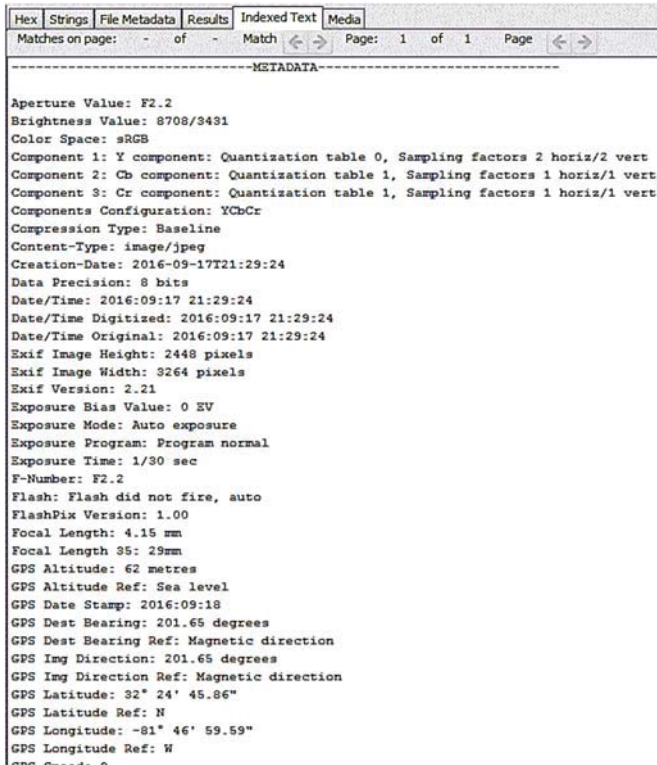 Hex Strings File Metadata Results Indexed Text Media
Matches on page: - of - Match Page: 1 of 1 Page
------------------------------METADATA------------------------------
Aperture Value: F2.2
Brightness Value: 8708/3431
Color Space: sRGB
Component 1: Y component: Quantization table 0, Sampling factors 2 horiz/2 vert
Component 2: Cb component: Quantization table 1, Sampling factors 1 horiz/1 vert
Component 3: Cr component: Quantization table 1, Sampling factors 1 horiz/1 vert
Components Configuration: YCbCr
Compression Type: Baseline
Content-Type: image/jpeg
Creation-Date: 2016-09-17T21:29:24
Data Precision: 8 bits
Date/Time: 2016:09:17 21:29:24
Date/Time Digitized: 2016:09:17 21:29:24
Date/Time Original: 2016:09:17 21:29:24
Exif Image Height: 2448 pixels
Exif Image Width: 3264 pixels
Exif Version: 2.21
Exposure Bias Value: 0 EV
Exposure Mode: Auto exposure
Exposure Program: Program normal
Exposure Time: 1/30 sec
F-Number: F2.2
Flash: Flash did not fire, auto
FlashPix Version: 1.00
Focal Length: 4.15 mm
Focal Length 35: 29mm
GPS Altitude: 62 metres
GPS Altitude Ref: Sea level
GPS Date Stamp: 2016:09:18
GPS Dest Bearing: 201.65 degrees
GPS Dest Bearing Ref: Magnetic direction
GPS Img Direction: 201.65 degrees
GPS Img Direction Ref: Magnetic direction
GPS Latitude: 32° 24' 45.86"
GPS Latitude Ref: N
GPS Longitude: -81° 46' 59.59"
GPS Longitude Ref: W